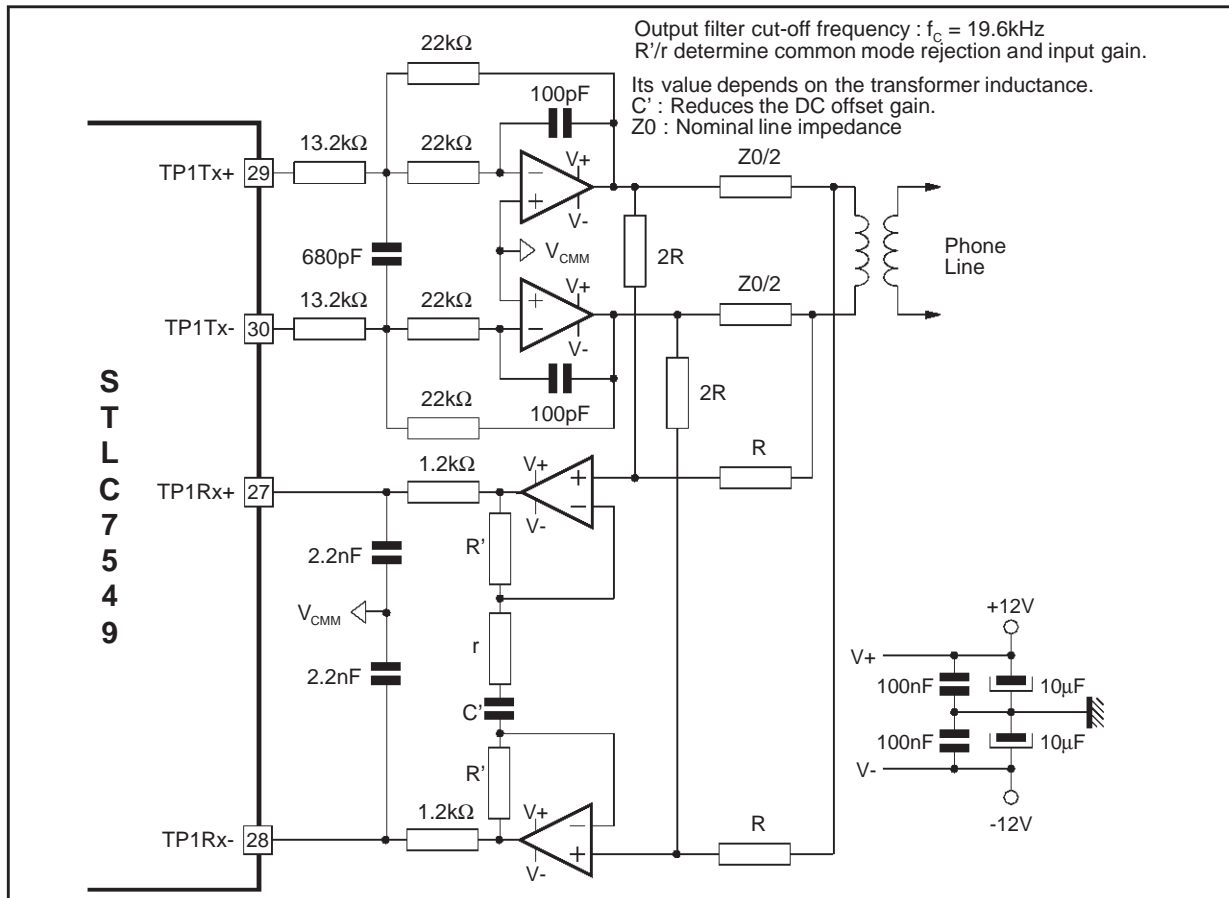 Output filter cut-off frequency : fC = 19.6kHz
R'/r determine common mode rejection and input gain.
Its value depends on the transformer inductance.
C' : Reduces the DC offset gain.
Z0 : Nominal line impedance
22kΩ
100pF
13.2kΩ
22kΩ
TP1Tx+
29
V+
V-
Z0/2
680pF
VCMM
2R
Phone
Line
13.2kΩ
22kΩ
TP1Tx-
30
V+
V-
Z0/2
22kΩ
100pF
2R
S
T
L
C
7
5
4
9
1.2kΩ
TP1Rx+
27
V+
V-
R
2.2nF
R'
VCMM
r
2.2nF
C'
R'
1.2kΩ
TP1Rx-
28
V+
V-
R
+12V
V+
100nF
10µF
100nF
10µF
V-
-12V